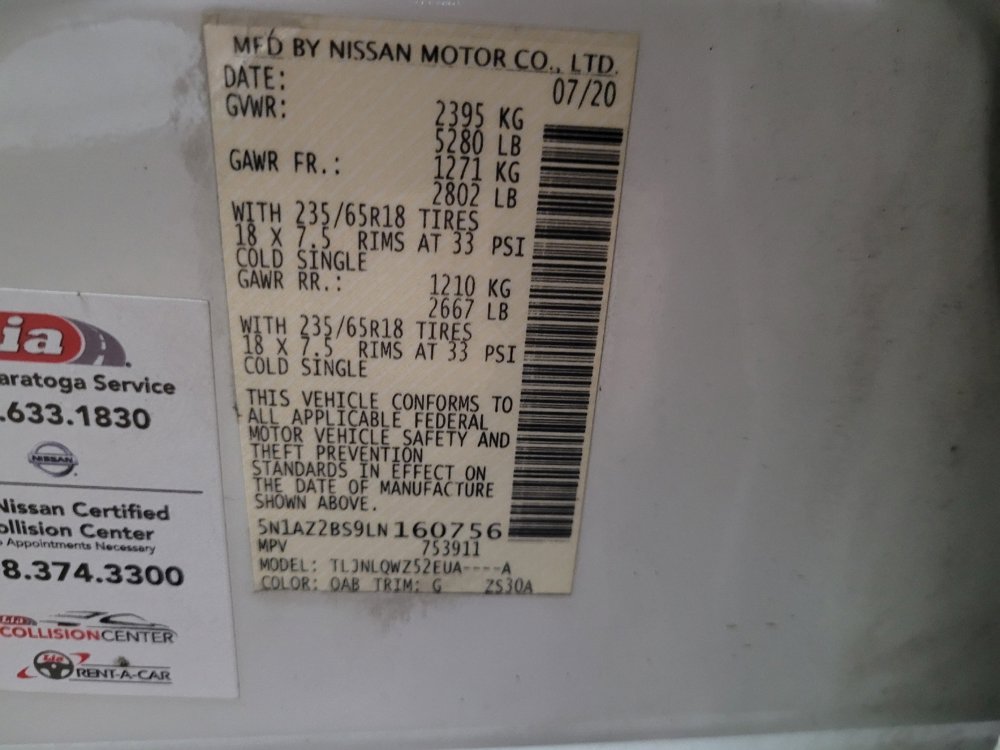 MFD BY NISSAN MOTOR CO., LTD.
DATE: 07/20
GVWR: 2395 KG
5280 LB
GAWR FR.: 1271 KG
2802 LB
WITH 235/65R18 TIRES
18 X 7.5 RIMS AT 33 PSI
COLD SINGLE
GAWR RR.: 1210 KG
2667 LB
WITH 235/65R18 TIRES
18 X 7.5 RIMS AT 33 PSI
COLD SINGLE
THIS VEHICLE CONFORMS TO
ALL APPLICABLE FEDERAL
MOTOR VEHICLE SAFETY AND
THEFT PREVENTION
STANDARDS IN EFFECT ON
THE DATE OF MANUFACTURE
SHOWN ABOVE.
5N1AZ2BS9LN160756
MPV 753911
MODEL: TLJNLQWZ52EUA----A
COLOR: QAB TRIM: G ZS30A
ia
aratoga Service
.633.1830
NISSAN
Nissan Certified
ollision Center
Appointments Necessary
8.374.3300
Lia
COLLISIONCENTER
Lia
RENT-A-CAR